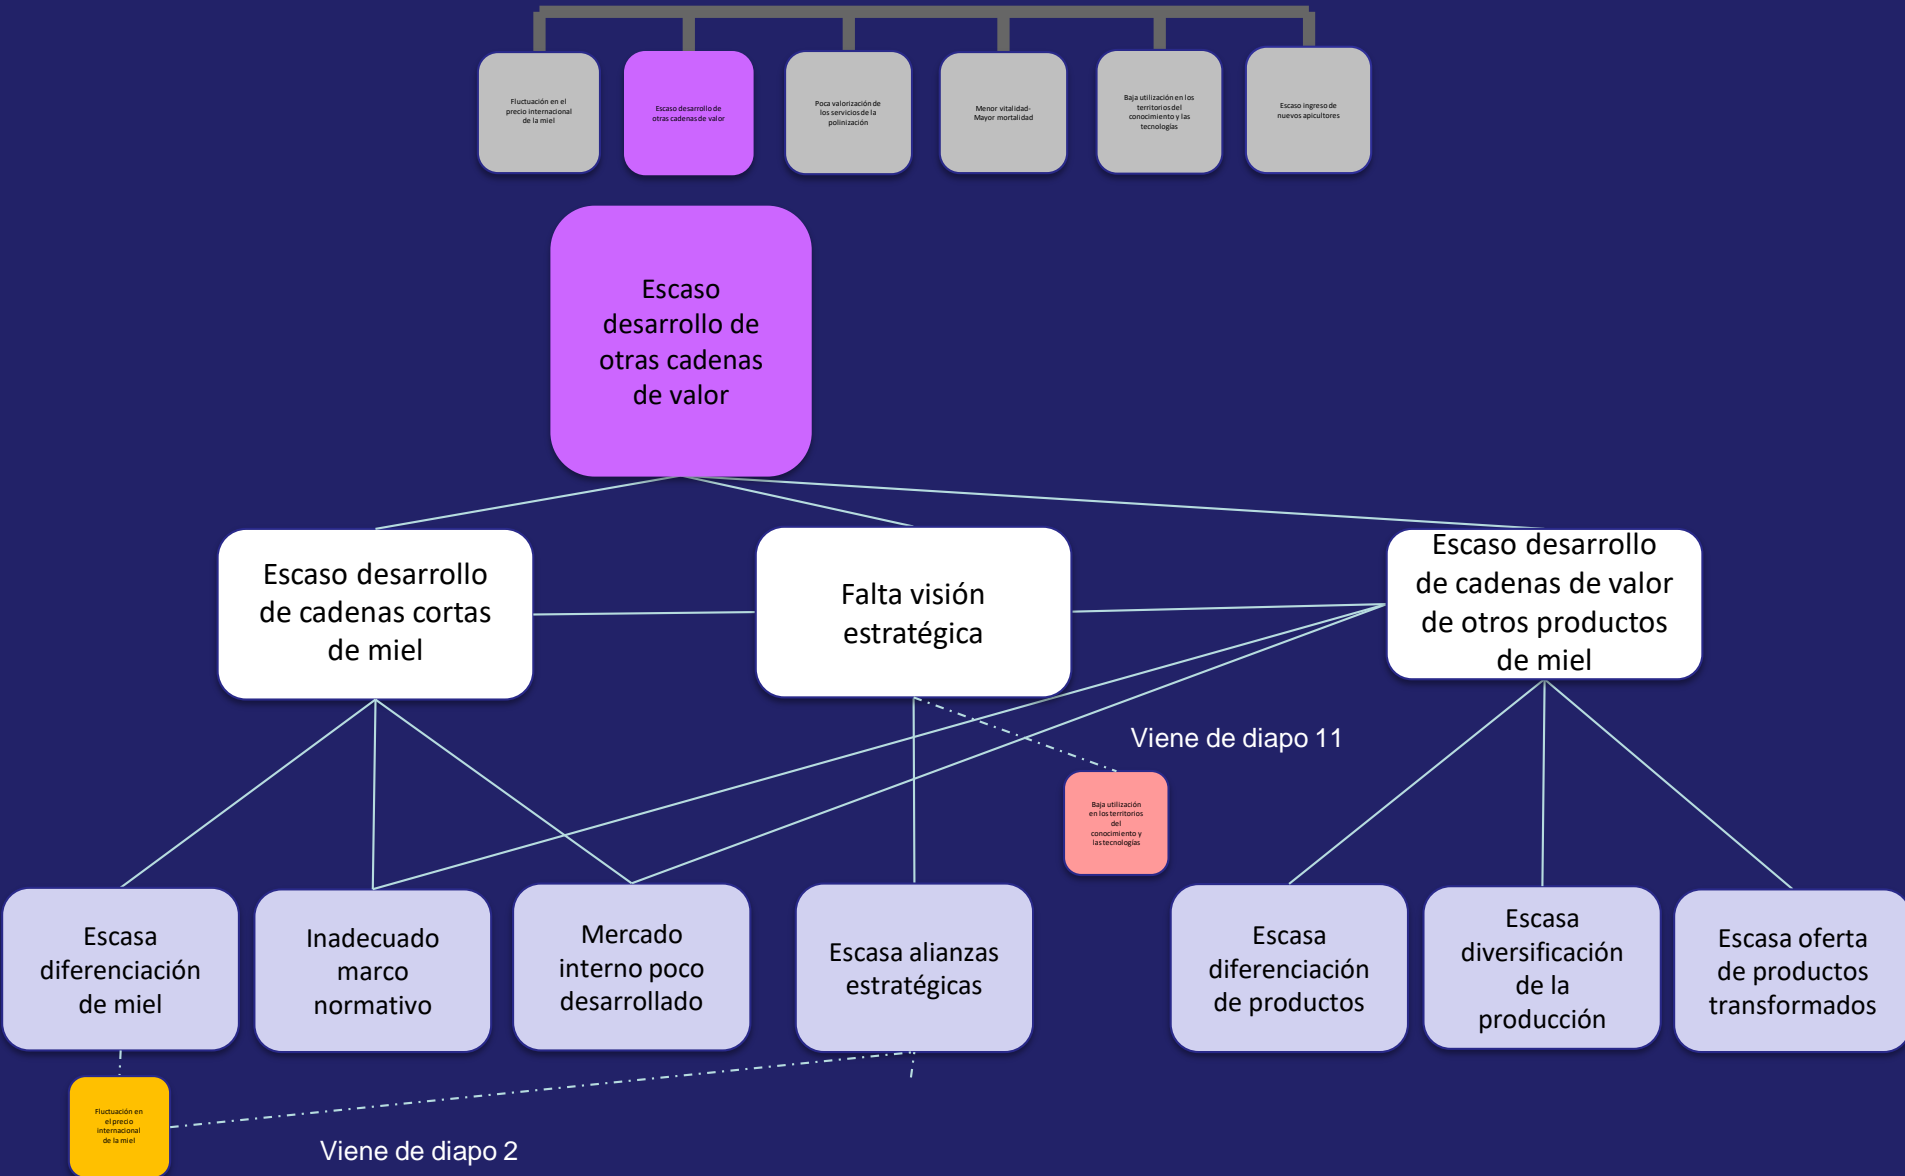 Fluctuación en el
precio internacional
de la miel
Escaso desarrollo de
otras cadenas de valor
Poca valorización de
los servicios de la
polinización
Menor vitalidad-
Mayor mortalidad
Baja utilización en los
territorios del
conocimiento y las
tecnologías
Escaso ingreso de
nuevos apicultores
Escaso
desarrollo de
otras cadenas
de valor
Escaso desarrollo
de cadenas cortas
de miel
Falta visión
estratégica
Escaso desarrollo
de cadenas de valor
de otros productos
de miel
Viene de diapo 11
Baja utilización
en los territorios
del
conocimiento y
las tecnologías
Escasa
diferenciación
de miel
Inadecuado
marco
normativo
Mercado
interno poco
desarrollado
Escasa alianzas
estratégicas
Escasa
diferenciación
de productos
Escasa
diversificación
de la
producción
Escasa oferta
de productos
transformados
Fluctuación en
el precio
internacional
de la miel
Viene de diapo 2